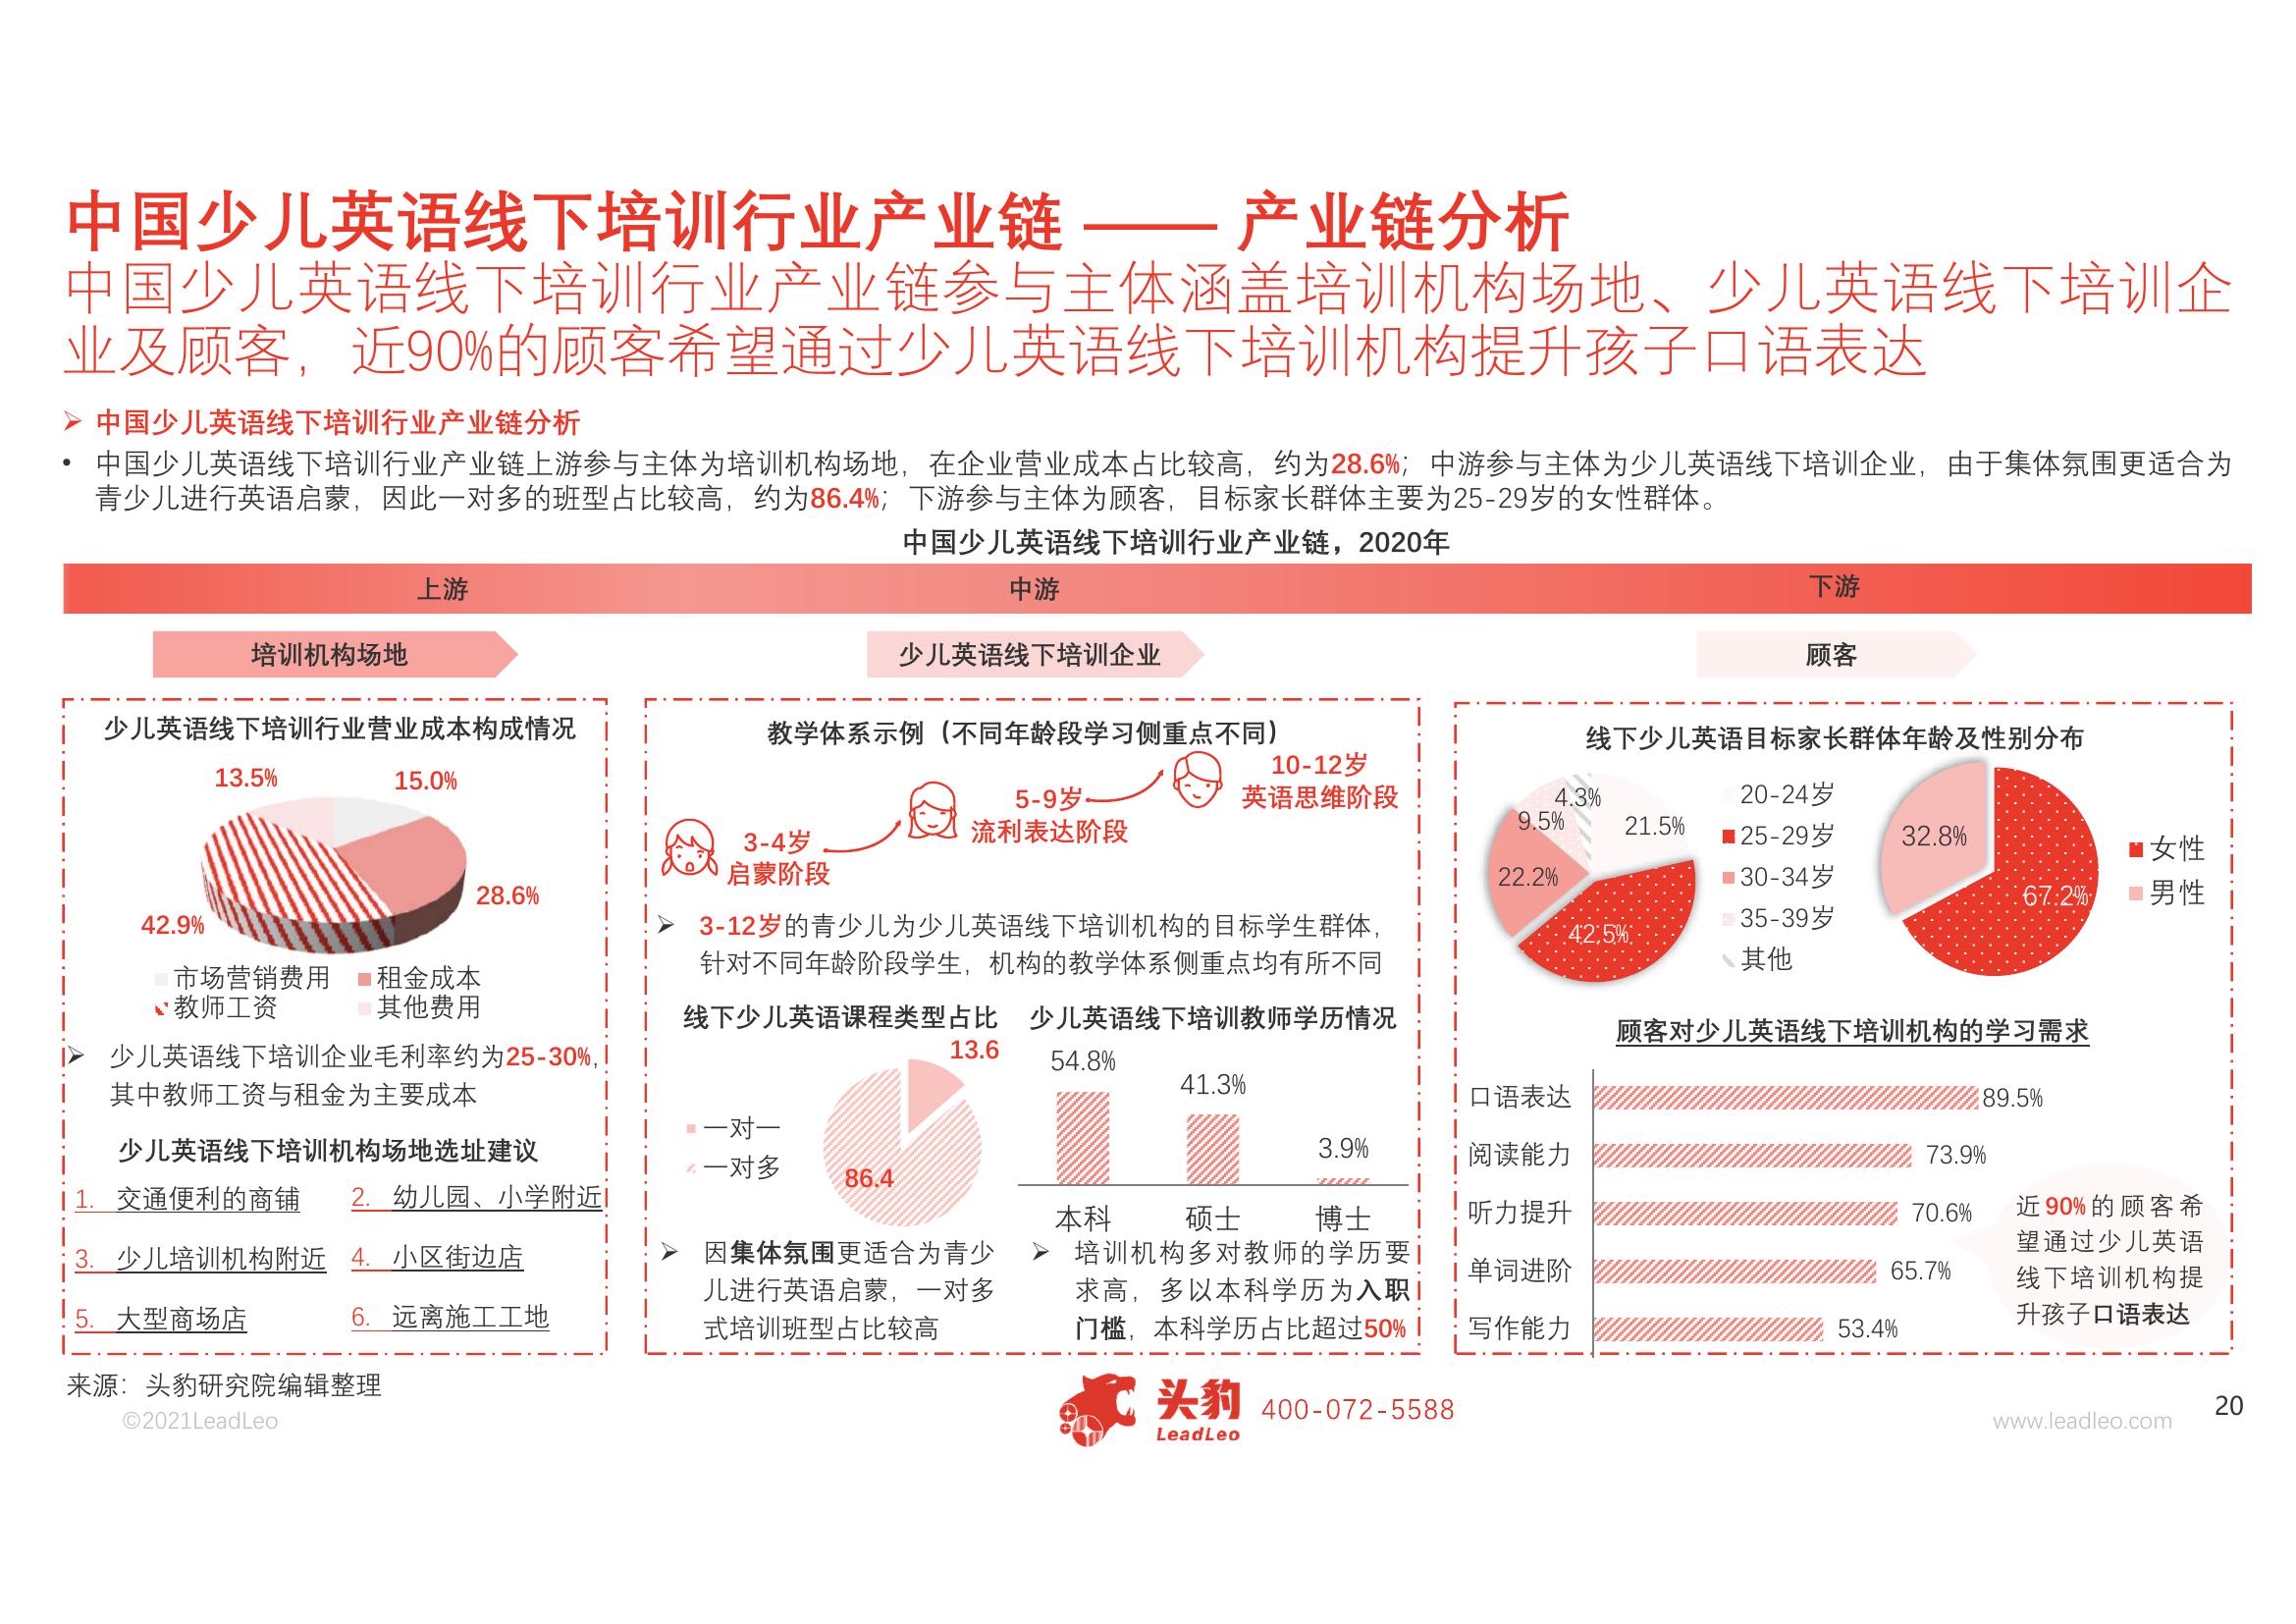 中国少儿英语线下培训行业产业链 —— 产业链分析
中国少儿英语线下培训行业产业链参与主体涵盖培训机构场地、少儿英语线下培训企
业及顾客，近90%的顾客希望通过少儿英语线下培训机构提升孩子口语表达
中国少儿英语线下培训行业产业链分析
• 中国少儿英语线下培训行业产业链上游参与主体为培训机构场地，在企业营业成本占比较高，约为28.6%；中游参与主体为少儿英语线下培训企业，由于集体氛围更适合为
青少儿进行英语启蒙，因此一对多的班型占比较高，约为86.4%；下游参与主体为顾客，目标家长群体主要为25-29岁的女性群体。
中国少儿英语线下培训行业产业链，2020年
上游
中游
下游
培训机构场地
少儿英语线下培训企业
顾客
少儿英语线下培训行业营业成本构成情况
13.5%
15.0%
28.6%
42.9%
市场营销费用
租金成本
教师工资
其他费用
少儿英语线下培训企业毛利率约为25-30%，
其中教师工资与租金为主要成本
少儿英语线下培训机构场地选址建议
1. 交通便利的商铺
2. 幼儿园、小学附近
3. 少儿培训机构附近
4. 小区街边店
5. 大型商场店
6. 远离施工工地
教学体系示例（不同年龄段学习侧重点不同）
3-4岁
启蒙阶段
5-9岁
流利表达阶段
10-12岁
英语思维阶段
3-12岁的青少儿为少儿英语线下培训机构的目标学生群体，
针对不同年龄阶段学生，机构的教学体系侧重点均有所不同
线下少儿英语课程类型占比
13.6
86.4
一对一
一对多
因集体氛围更适合为青少
儿进行英语启蒙，一对多
式培训班型占比较高
少儿英语线下培训教师学历情况
54.8%
41.3%
3.9%
本科
硕士
博士
培训机构多对教师的学历要
求高，多以本科学历为入职
门槛，本科学历占比超过50%
线下少儿英语目标家长群体年龄及性别分布
4.3%
9.5%
21.5%
22.2%
42.5%
20-24岁
25-29岁
30-34岁
35-39岁
其他
32.8%
67.2%
女性
男性
顾客对少儿英语线下培训机构的学习需求
口语表达 89.5%
阅读能力 73.9%
听力提升 70.6%
单词进阶 65.7%
写作能力 53.4%
近90%的顾客希
望通过少儿英语
线下培训机构提
升孩子口语表达
来源：头豹研究院编辑整理
©2021LeadLeo
头豹
LeadLeo
400-072-5588
www.leadleo.com
20